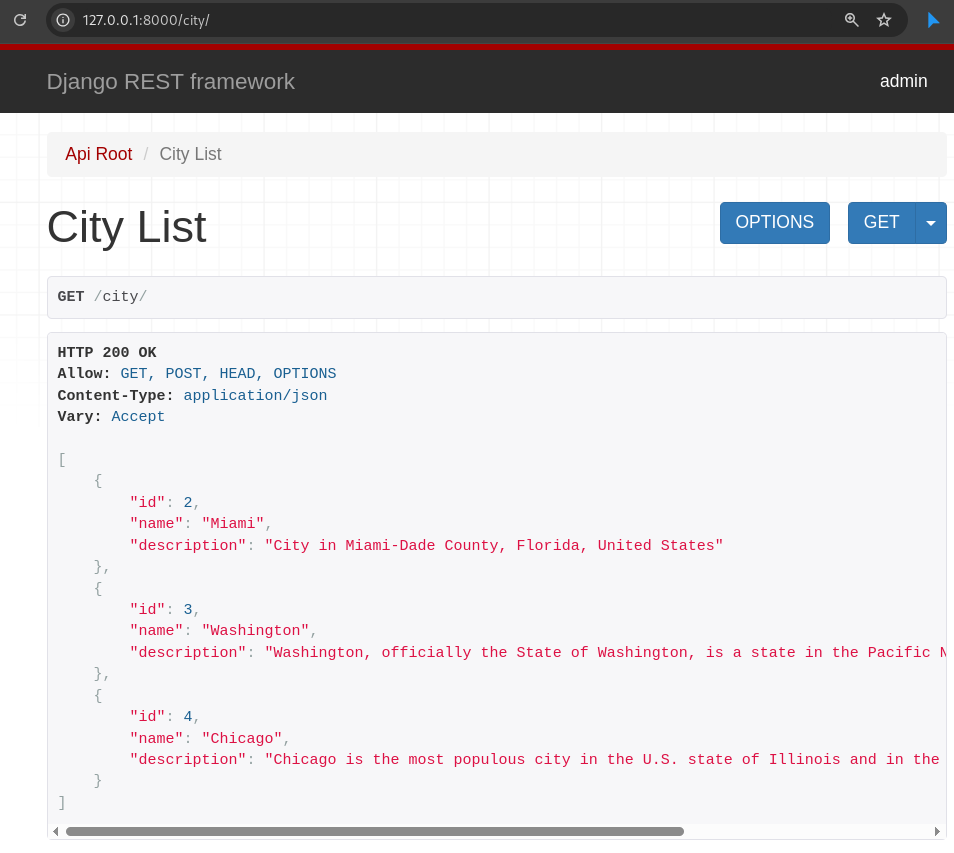 127.0.0.1:8000/city/
Django REST framework
admin
Api Root / City List
City List
OPTIONS
GET
GET /city/
HTTP 200 OK
Allow: GET, POST, HEAD, OPTIONS
Content-Type: application/json
Vary: Accept
[
    {
        "id": 2,
        "name": "Miami",
        "description": "City in Miami-Dade County, Florida, United States"
    },
    {
        "id": 3,
        "name": "Washington",
        "description": "Washington, officially the State of Washington, is a state in the Pacific
    },
    {
        "id": 4,
        "name": "Chicago",
        "description": "Chicago is the most populous city in the U.S. state of Illinois and in the
    }
]